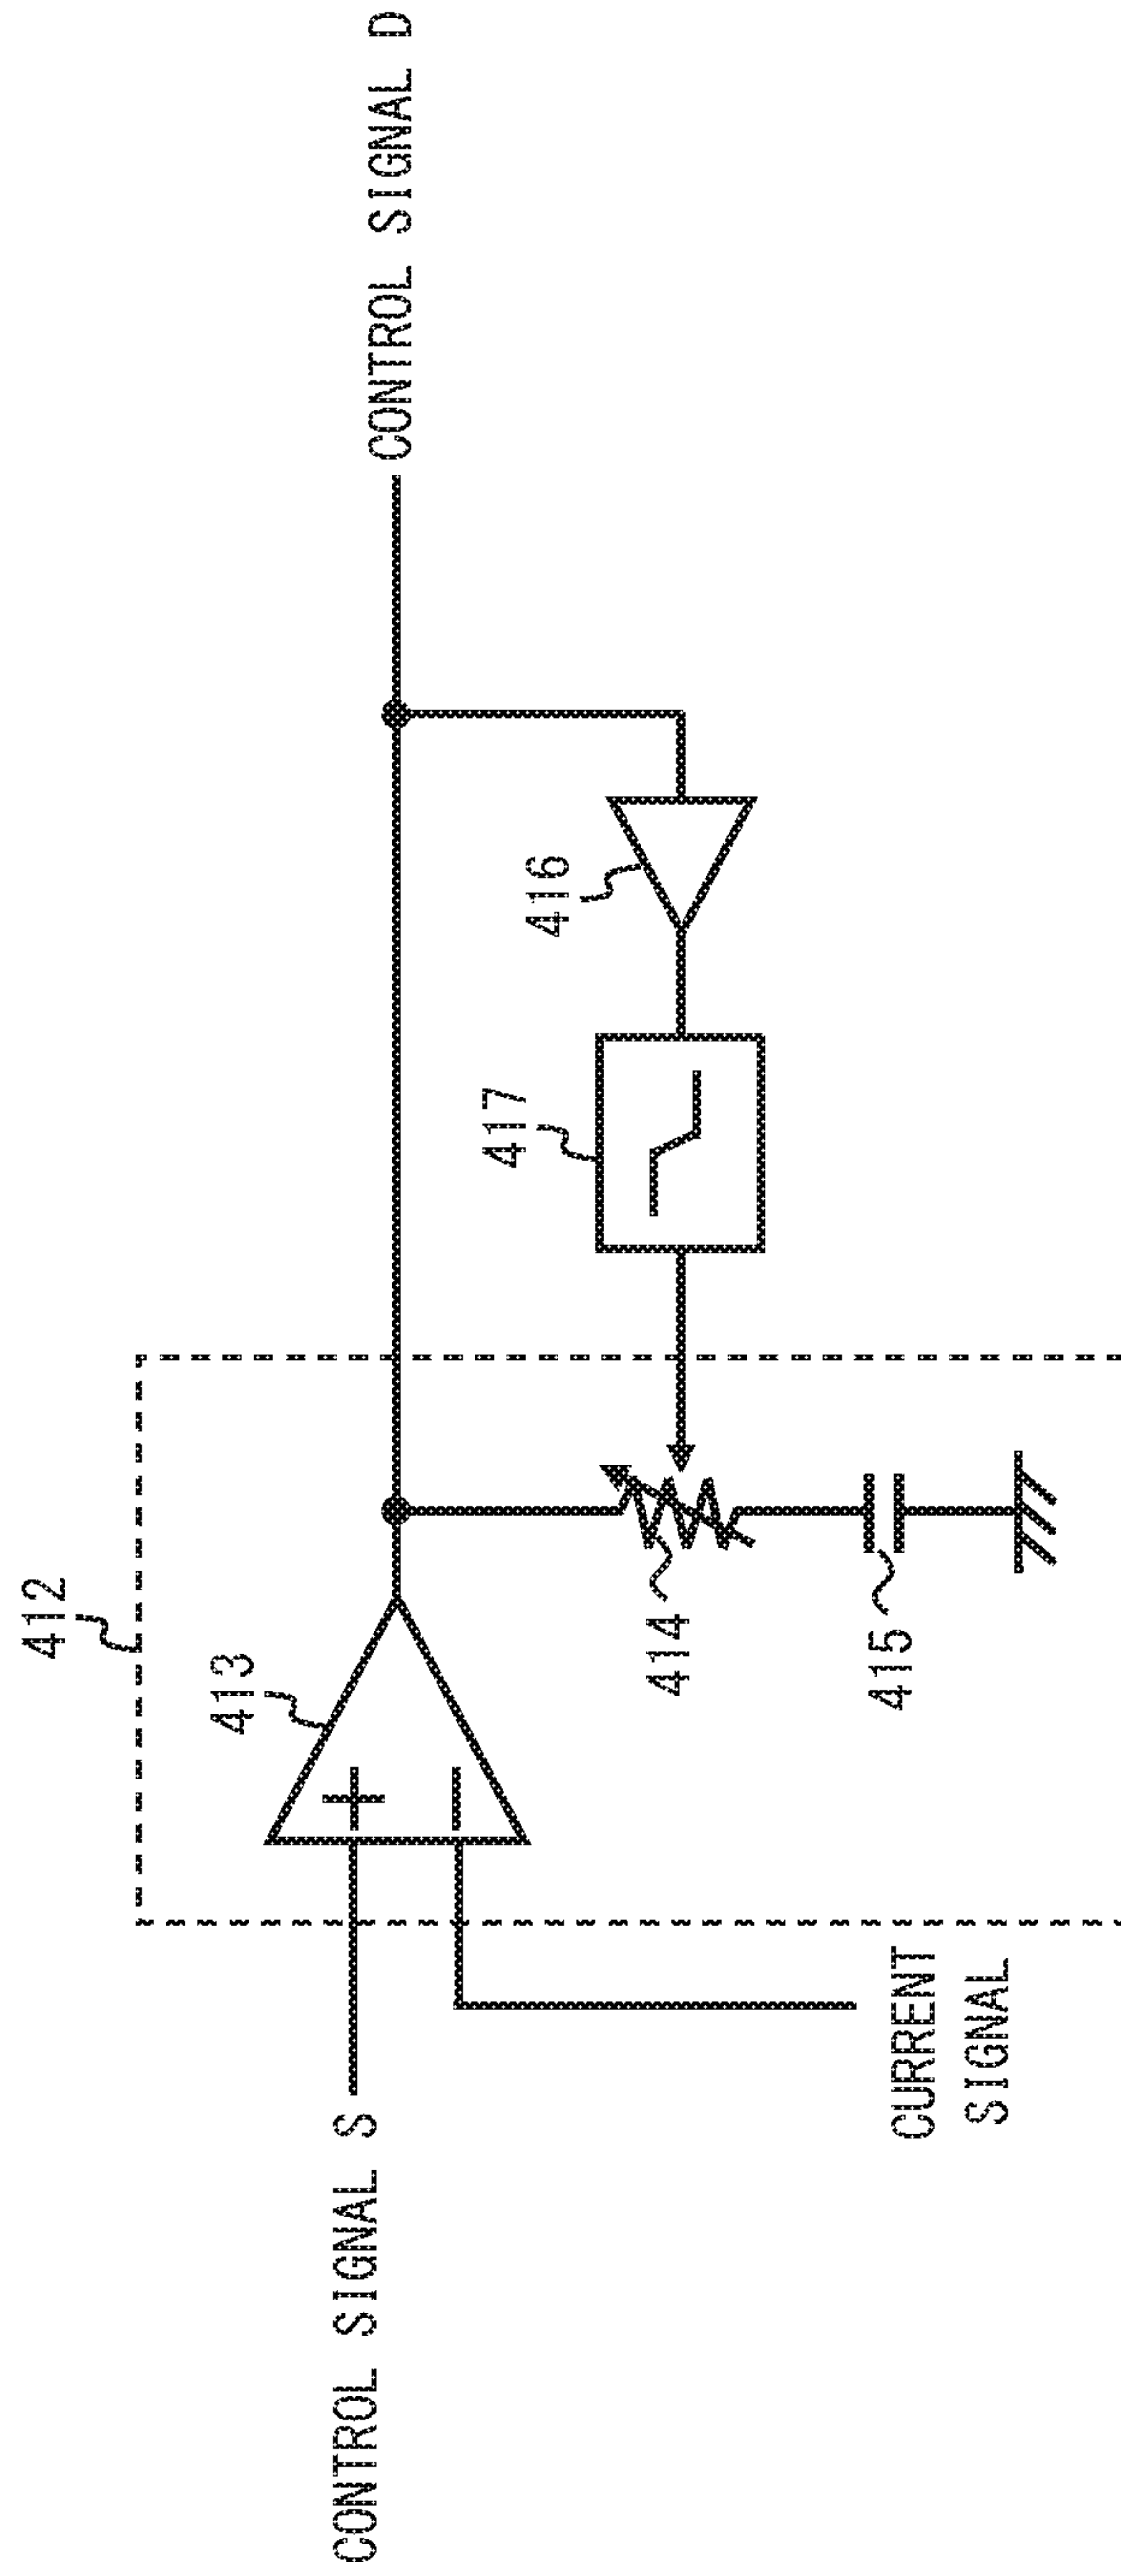 412
413
CONTROL SIGNAL S
CONTROL SIGNAL D
417
416
414
415
CURRENT
SIGNAL